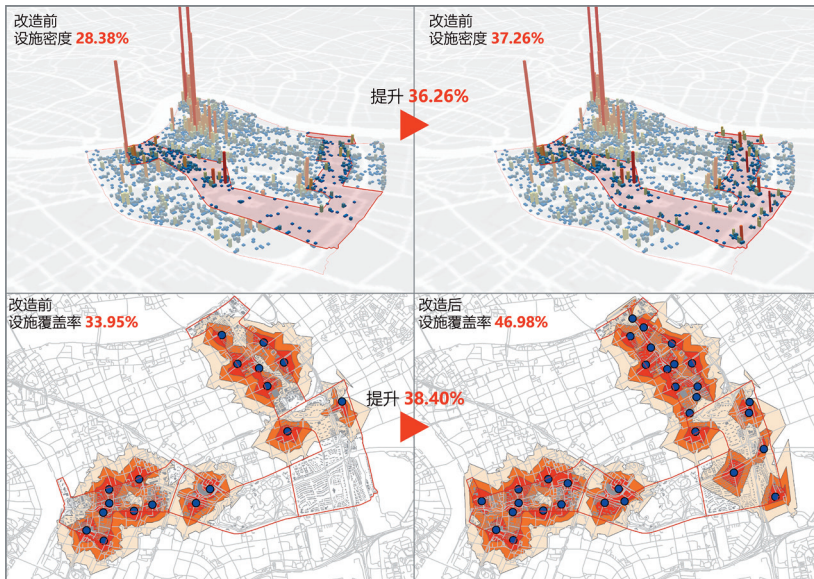 改造前
设施密度 28.38%
改造前
设施密度 37.26%
提升 36.26%
改造前
设施覆盖率 33.95%
改造后
设施覆盖率 46.98%
提升 38.40%